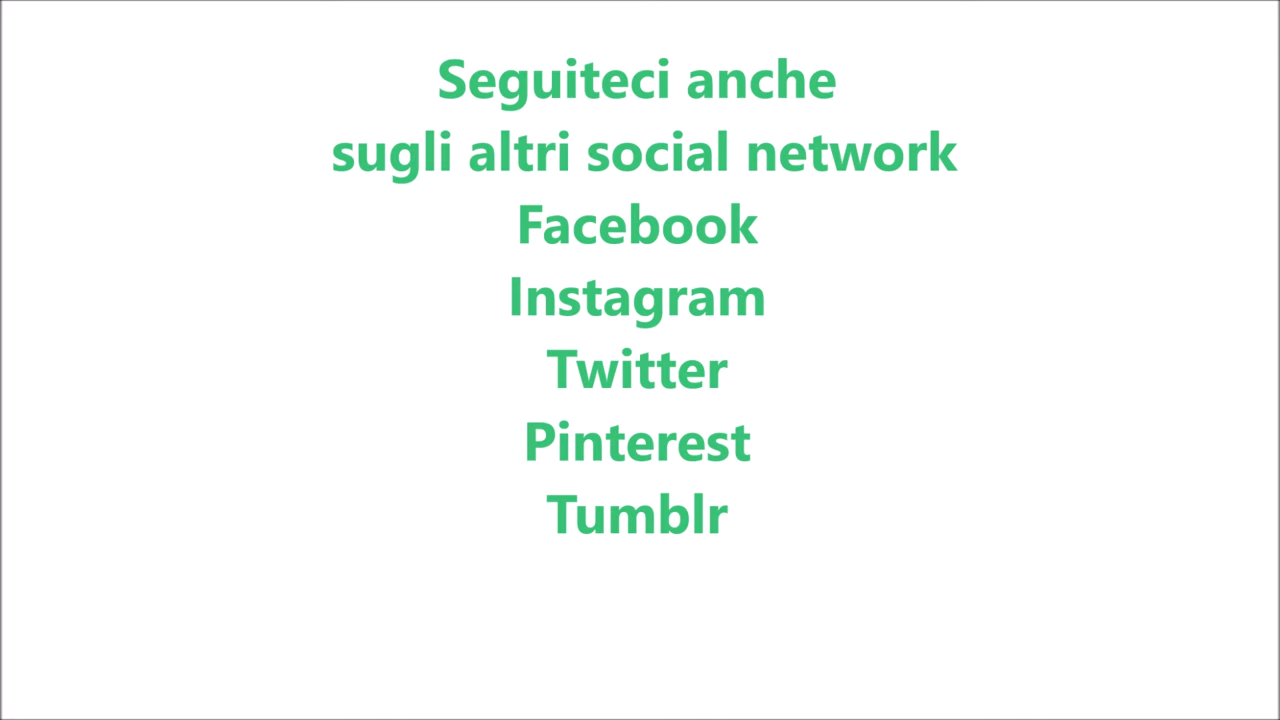 Seguiteci anche
sugli altri social network
Facebook
Instagram
Twitter
Pinterest
Tumblr